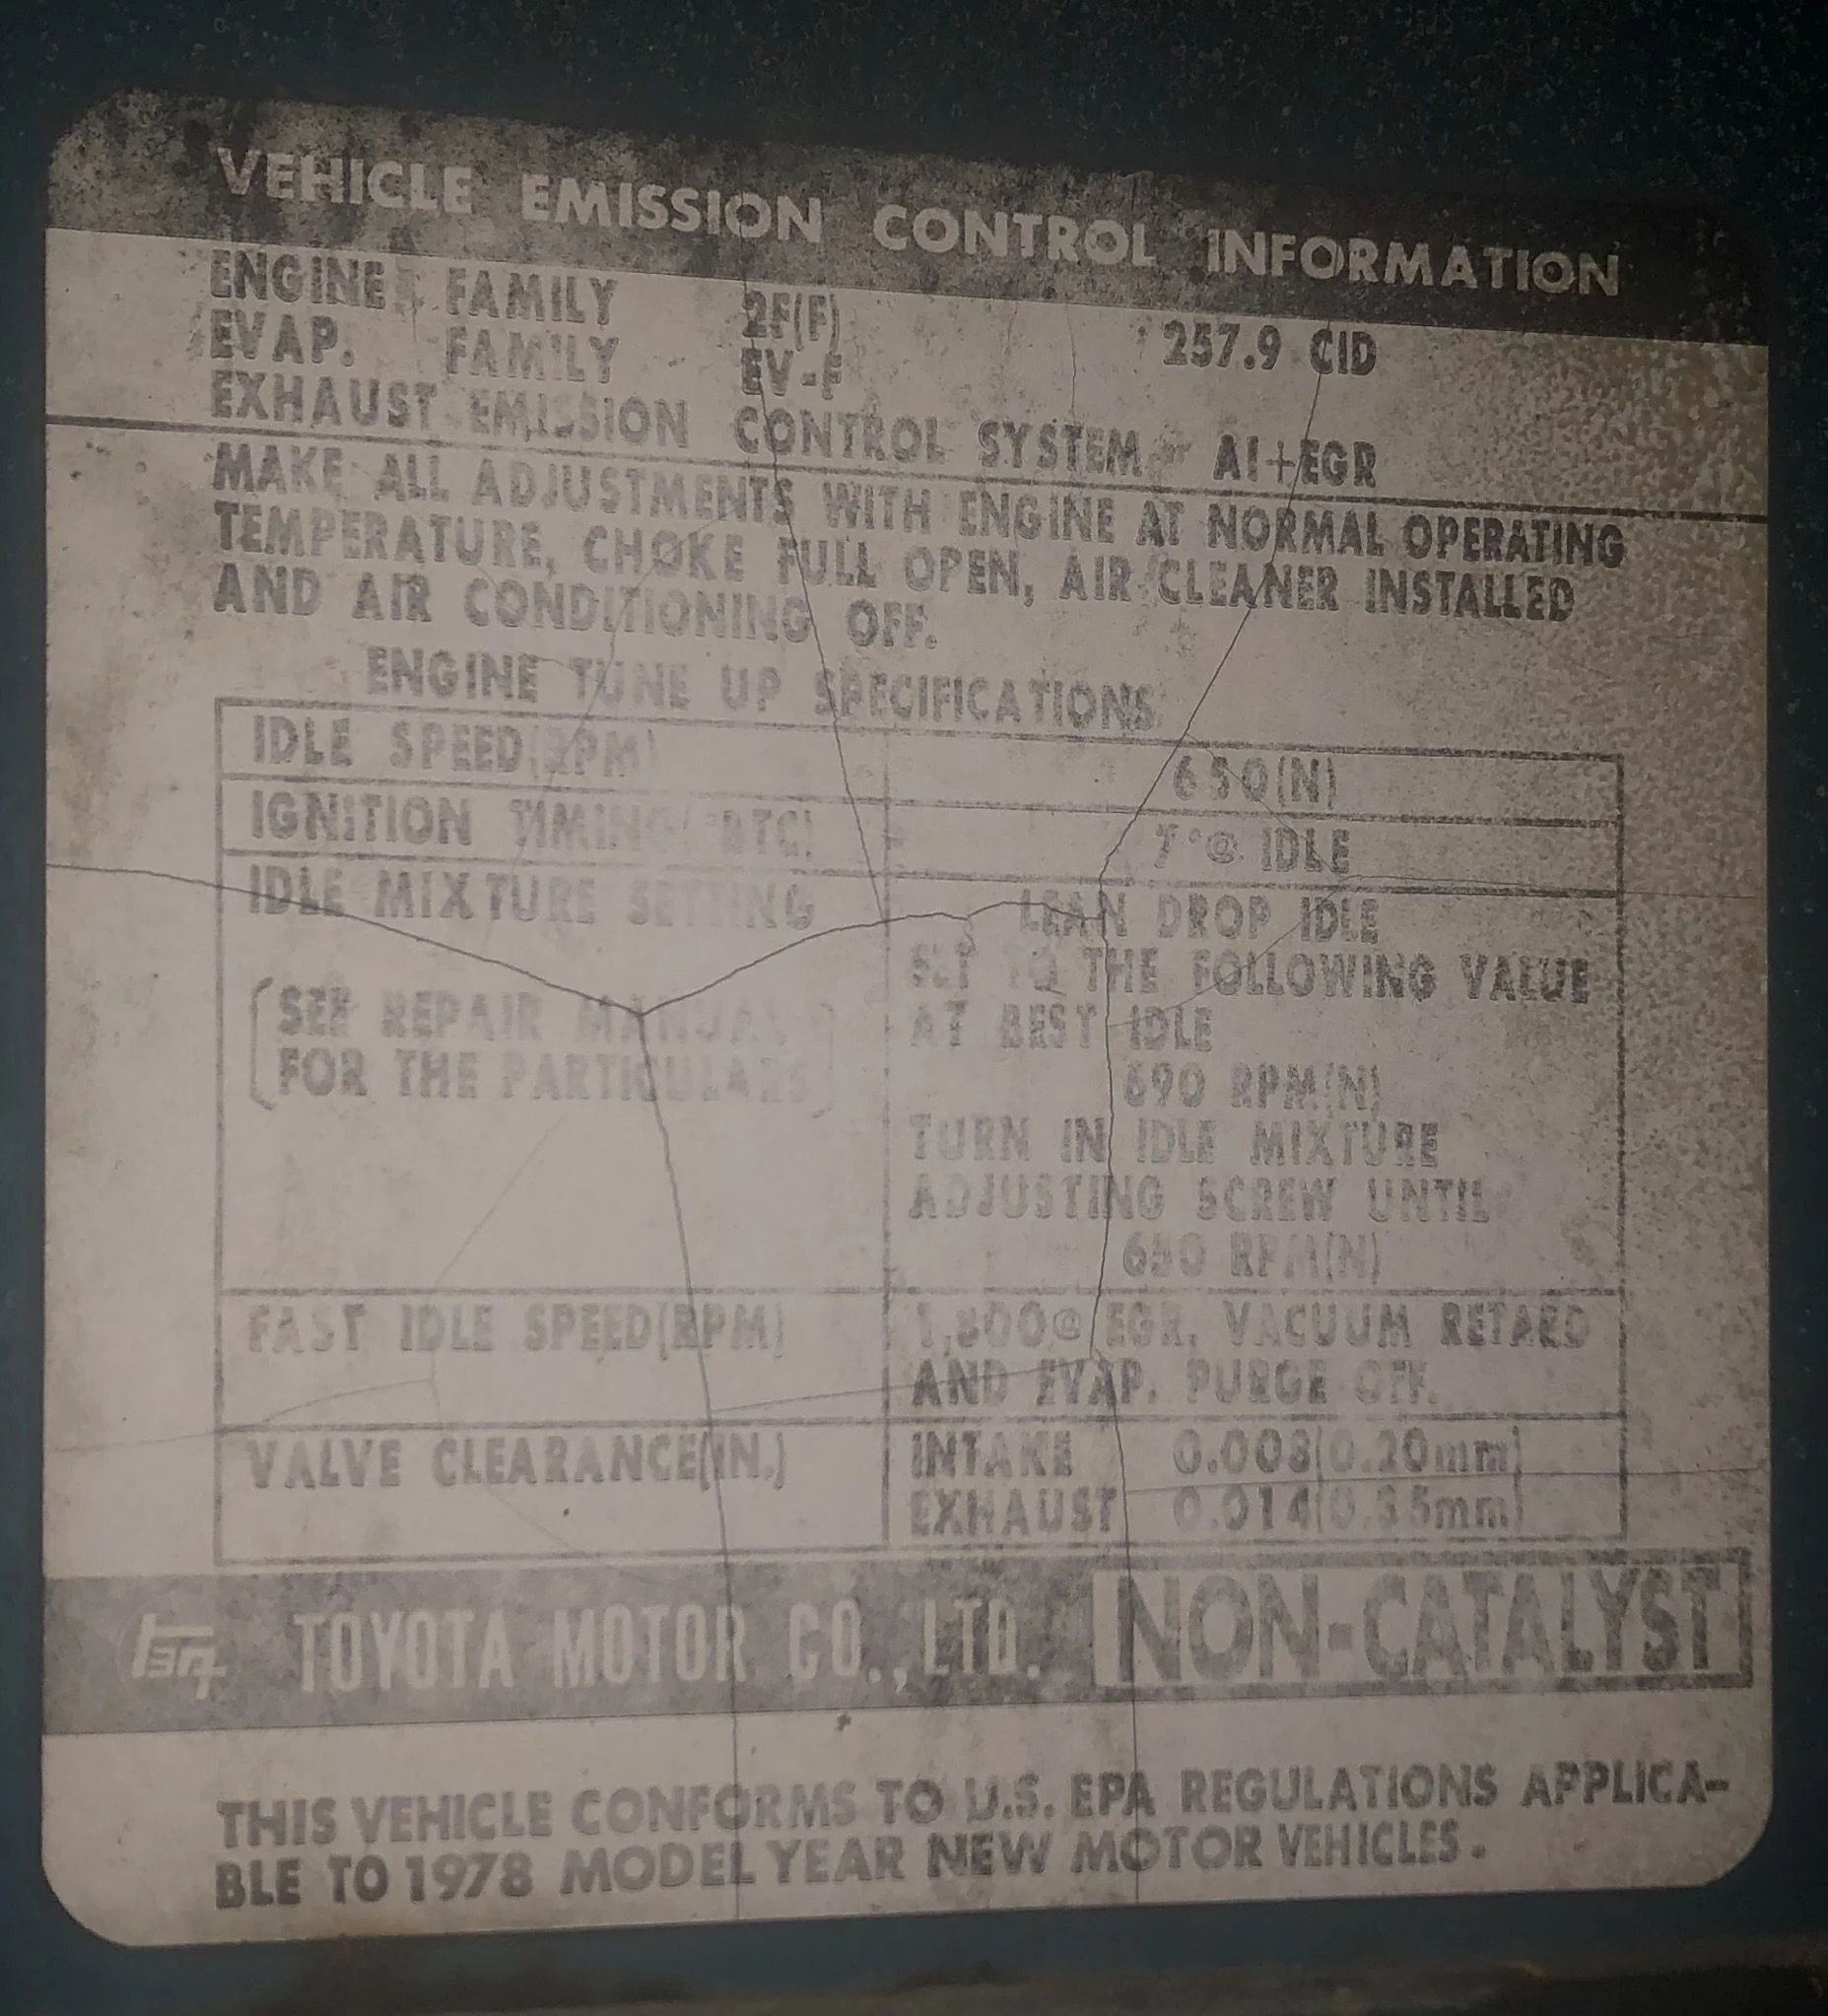 VEHICLE EMISSION CONTROL INFORMATION
ENGINE FAMILY 2F(F) 257.9 CID
EVAP. FAMILY EV-F
EXHAUST EMISSION CONTROL SYSTEM AI+EGR
MAKE ALL ADJUSTMENTS WITH ENGINE AT NORMAL OPERATING
TEMPERATURE, CHOKE FULL OPEN, AIR CLEANER INSTALLED
AND AIR CONDITIONING OFF.
ENGINE TUNE UP SPECIFICATIONS
IDLE SPEED(RPM) 650(N)
IGNITION TIMING(°BTC) 7°@ IDLE
IDLE MIXTURE SETTING LEAN DROP IDLE
SET TO THE FOLLOWING VALUE
(SEE REPAIR MANUAL AT BEST IDLE
FOR THE PARTICULARS) 690 RPM(N)
TURN IN IDLE MIXTURE
ADJUSTING SCREW UNTIL
650 RPM(N)
FAST IDLE SPEED(RPM) 1,800@ EGR, VACUUM RETARD
AND EVAP. PURGE OFF.
VALVE CLEARANCE(IN.) INTAKE 0.008(0.20mm)
EXHAUST 0.014(0.35mm)
TEQ TOYOTA MOTOR CO.,LTD. NON-CATALYST
THIS VEHICLE CONFORMS TO U.S. EPA REGULATIONS APPLICA-
BLE TO 1978 MODEL YEAR NEW MOTOR VEHICLES.